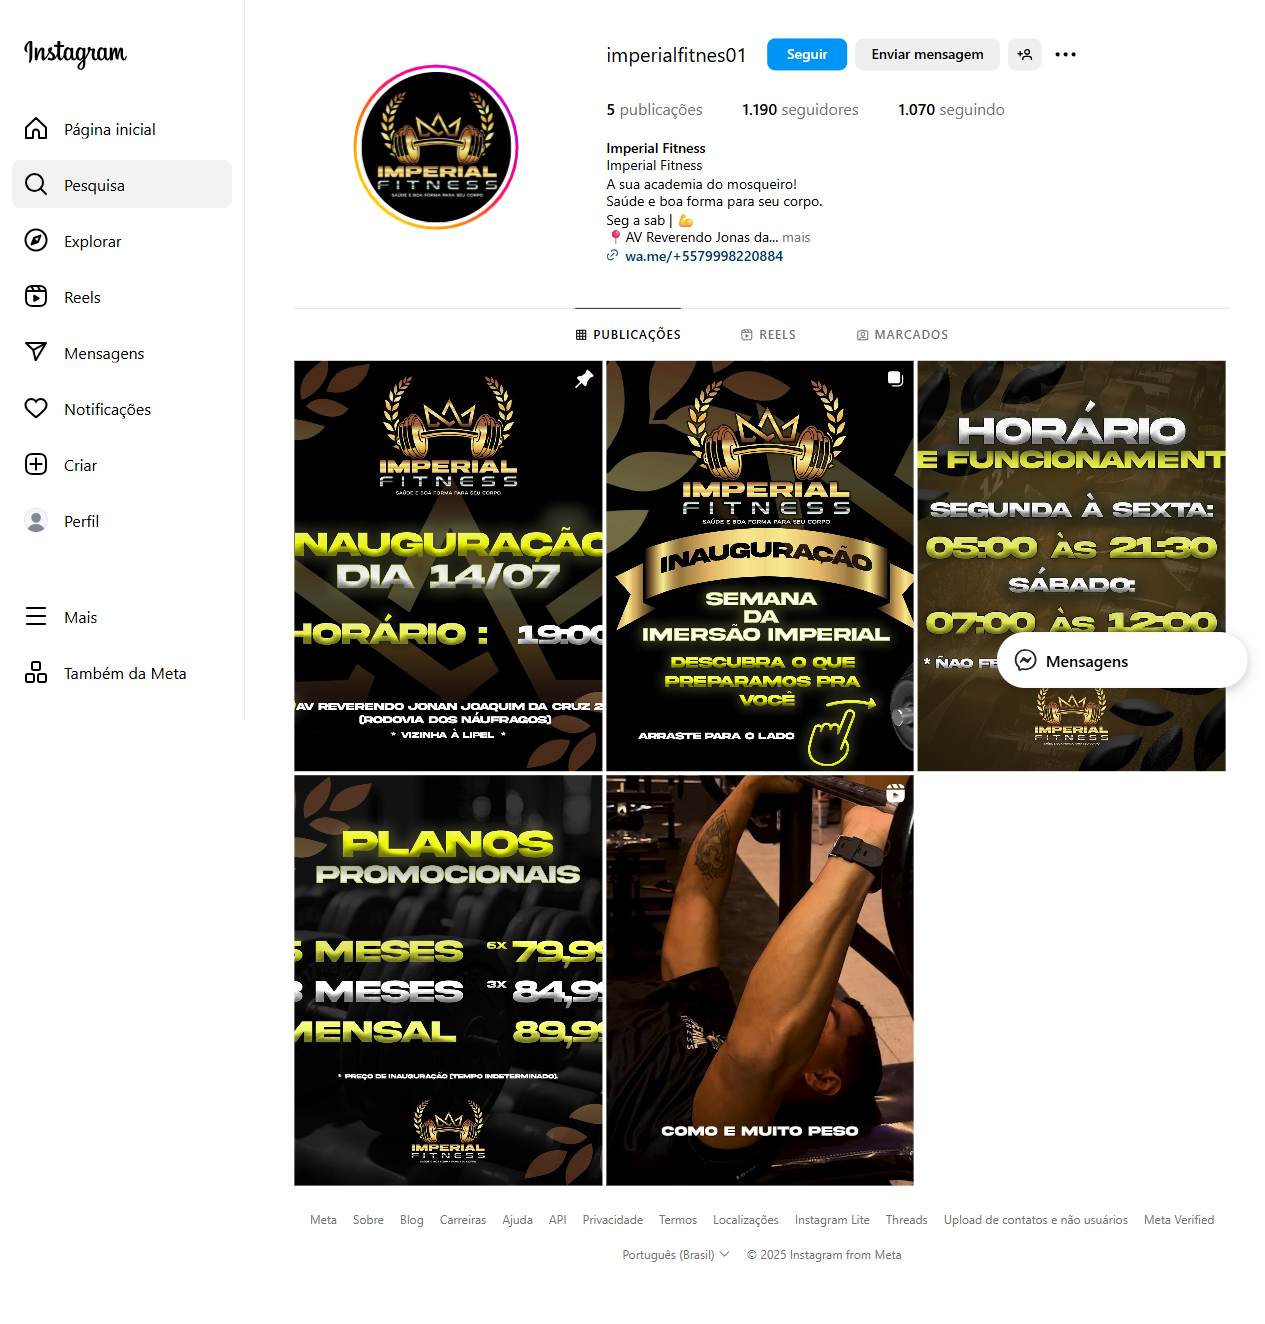 Instagram
Página inicial
Pesquisa
Explorar
Reels
Mensagens
Notificações
Criar
Perfil
Mais
Também da Meta
imperialfitnes01
Seguir
Enviar mensagem
5 publicações
1.190 seguidores
1.070 seguindo
Imperial Fitness
Imperial Fitness
A sua academia do mosqueiro!
Saúde e boa forma para seu corpo.
Seg a sab | 💪
📍AV Reverendo Jonas da... mais
wa.me/+5579998220884
IMPERIAL
FITNESS
SAÚDE E BOA FORMA PARA SEU CORPO
PUBLICAÇÕES
REELS
MARCADOS
IMPERIAL
FITNESS
SAÚDE E BOA FORMA PARA SEU CORPO
NAUGURAÇÃO
DIA 14/07
HORÁRIO : 19:00
AV REVERENDO JONAN JOAQUIM DA CRUZ 2
(RODOVIA DOS NÁUFRAGOS)
* VIZINHA À LIPEL *
IMPERIAL
FITNESS
SAÚDE E BOA FORMA PARA SEU CORPO
INAUGURAÇÃO
SEMANA
DA
IMERSÃO IMPERIAL
DESCUBRA O QUE
PREPARAMOS PRA
VOCÊ
ARRASTE PARA O LADO
HORÁRIO
E FUNCIONAMENT
SEGUNDA À SEXTA:
05:00 ÀS 21:30
SÁBADO:
07:00 ÀS 12:00
* ÑAO FE
Mensagens
IMPERIAL
FITNESS
PLANOS
PROMOCIONAIS
MESES 6X 79,99
MESES 3X 84,99
MENSAL 89,99
* PREÇO DE INAUGURAÇÃO (TEMPO INDETERMINADO).
IMPERIAL
FITNESS
COMO E MUITO PESO
Meta
Sobre
Blog
Carreiras
Ajuda
API
Privacidade
Termos
Localizações
Instagram Lite
Threads
Upload de contatos e não usuários
Meta Verified
Português (Brasil)
© 2025 Instagram from Meta